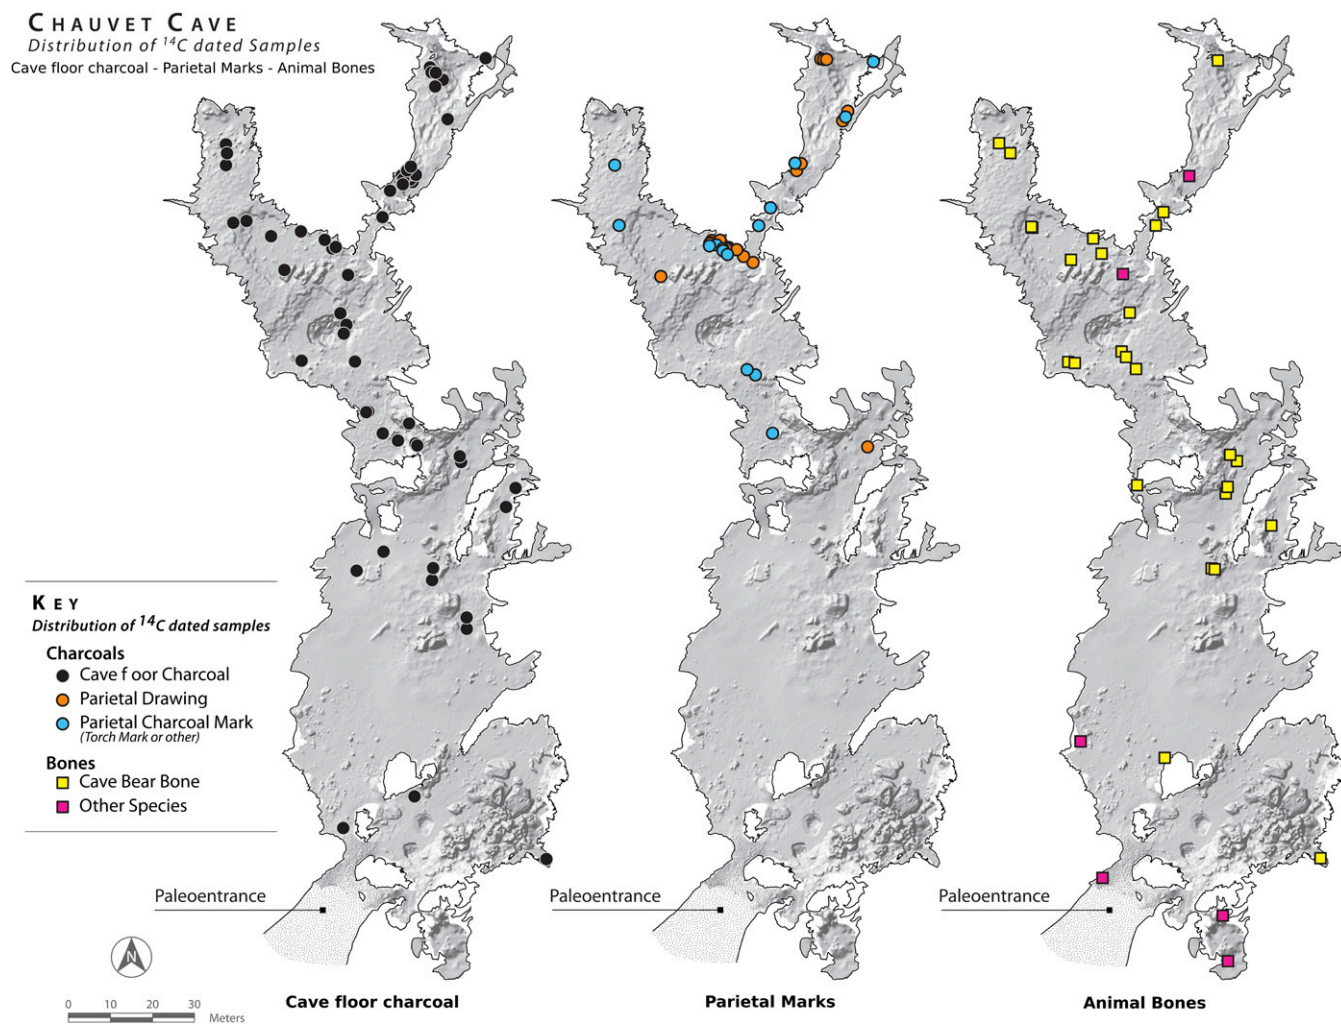 CHAUVET CAVE
Distribution of ¹⁴C dated Samples
Cave floor charcoal - Parietal Marks - Animal Bones
KEY
Distribution of ¹⁴C dated samples
Charcoals
Cave f oor Charcoal
Parietal Drawing
Parietal Charcoal Mark
(Torch Mark or other)
Bones
Cave Bear Bone
Other Species
Paleoentrance
Paleoentrance
Paleoentrance
N
0 10 20 30 Meters
Cave floor charcoal
Parietal Marks
Animal Bones